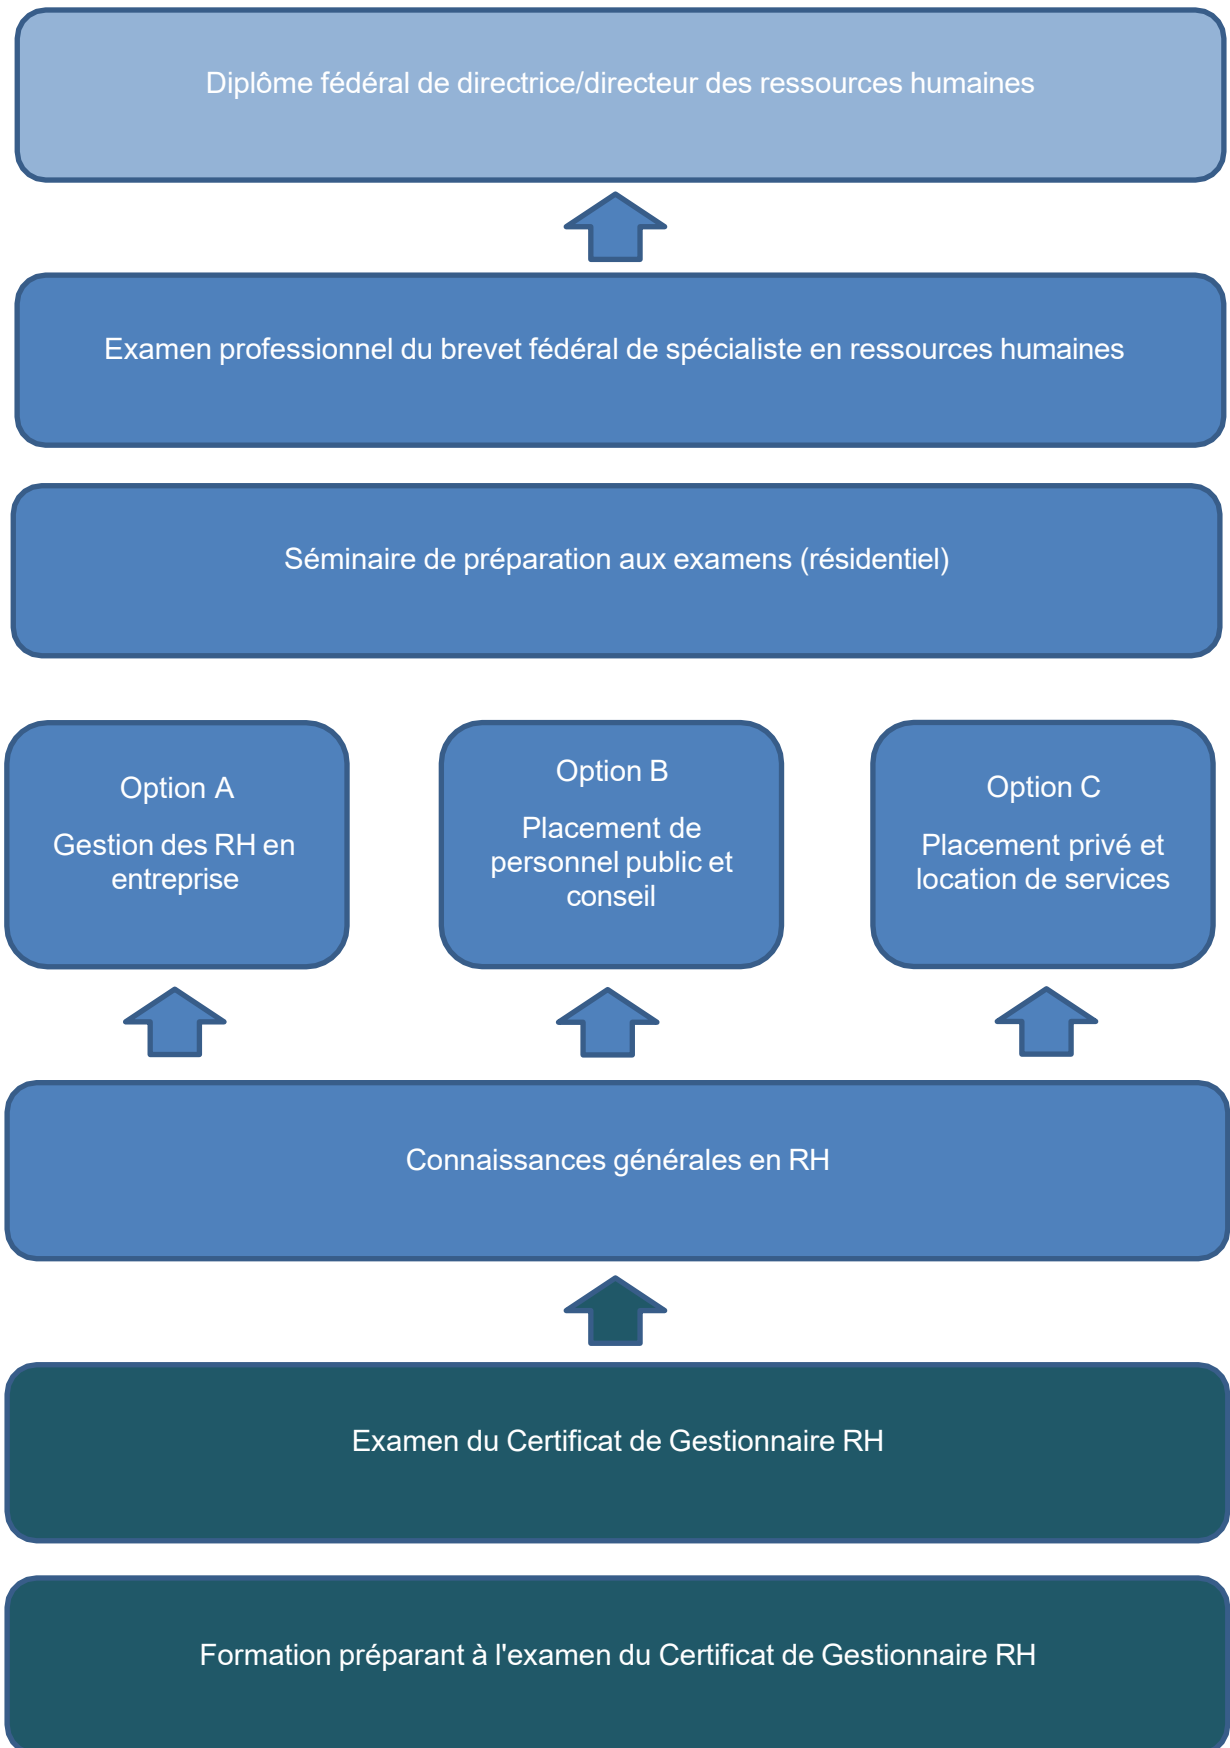 Diplôme fédéral de directrice/directeur des ressources humaines
Examen professionnel du brevet fédéral de spécialiste en ressources humaines
Séminaire de préparation aux examens (résidentiel)
Option A
Gestion des RH en
entreprise
Option B
Placement de
personnel public et
conseil
Option C
Placement privé et
location de services
Connaissances générales en RH
Examen du Certificat de Gestionnaire RH
Formation préparant à l'examen du Certificat de Gestionnaire RH